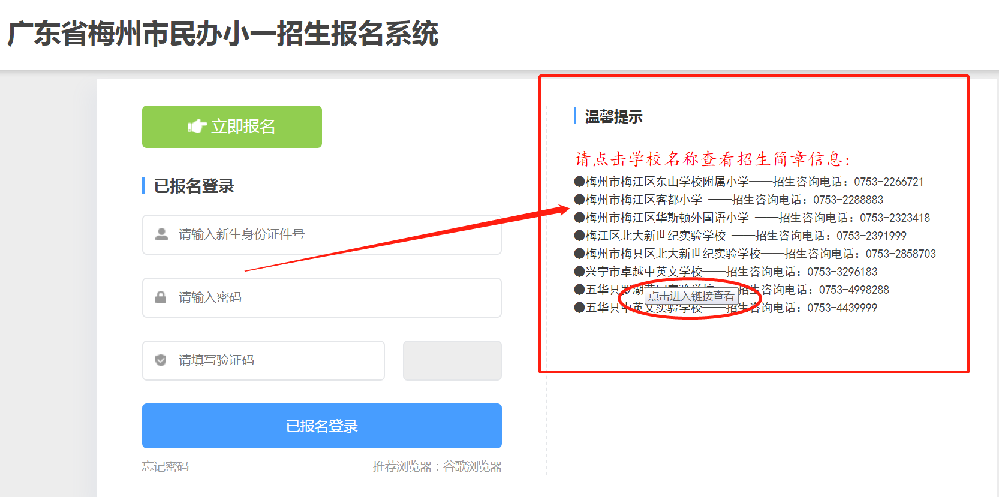 广东省梅州市民办小一招生报名系统
立即报名
已报名登录
请输入新生身份证件号
请输入密码
请填写验证码
已报名登录
忘记密码
推荐浏览器：谷歌浏览器
温馨提示
请点击学校名称查看招生简章信息：
●梅州市梅江区东山学校附属小学——招生咨询电话：0753-2266721
●梅州市梅江区客都小学 ——招生咨询电话：0753-2288883
●梅州市梅江区华斯顿外国语小学 ——招生咨询电话：0753-2323418
●梅江区北大新世纪实验学校 ——招生咨询电话：0753-2391999
●梅州市梅县区北大新世纪实验学校——招生咨询电话：0753-2858703
●兴宁市卓越中英文学校——招生咨询电话：0753-3296183
●五华县罗湖 招生咨询电话：0753-4998288
点击进入链接查看
●五华县中英文实验学校——招生咨询电话：0753-4439999